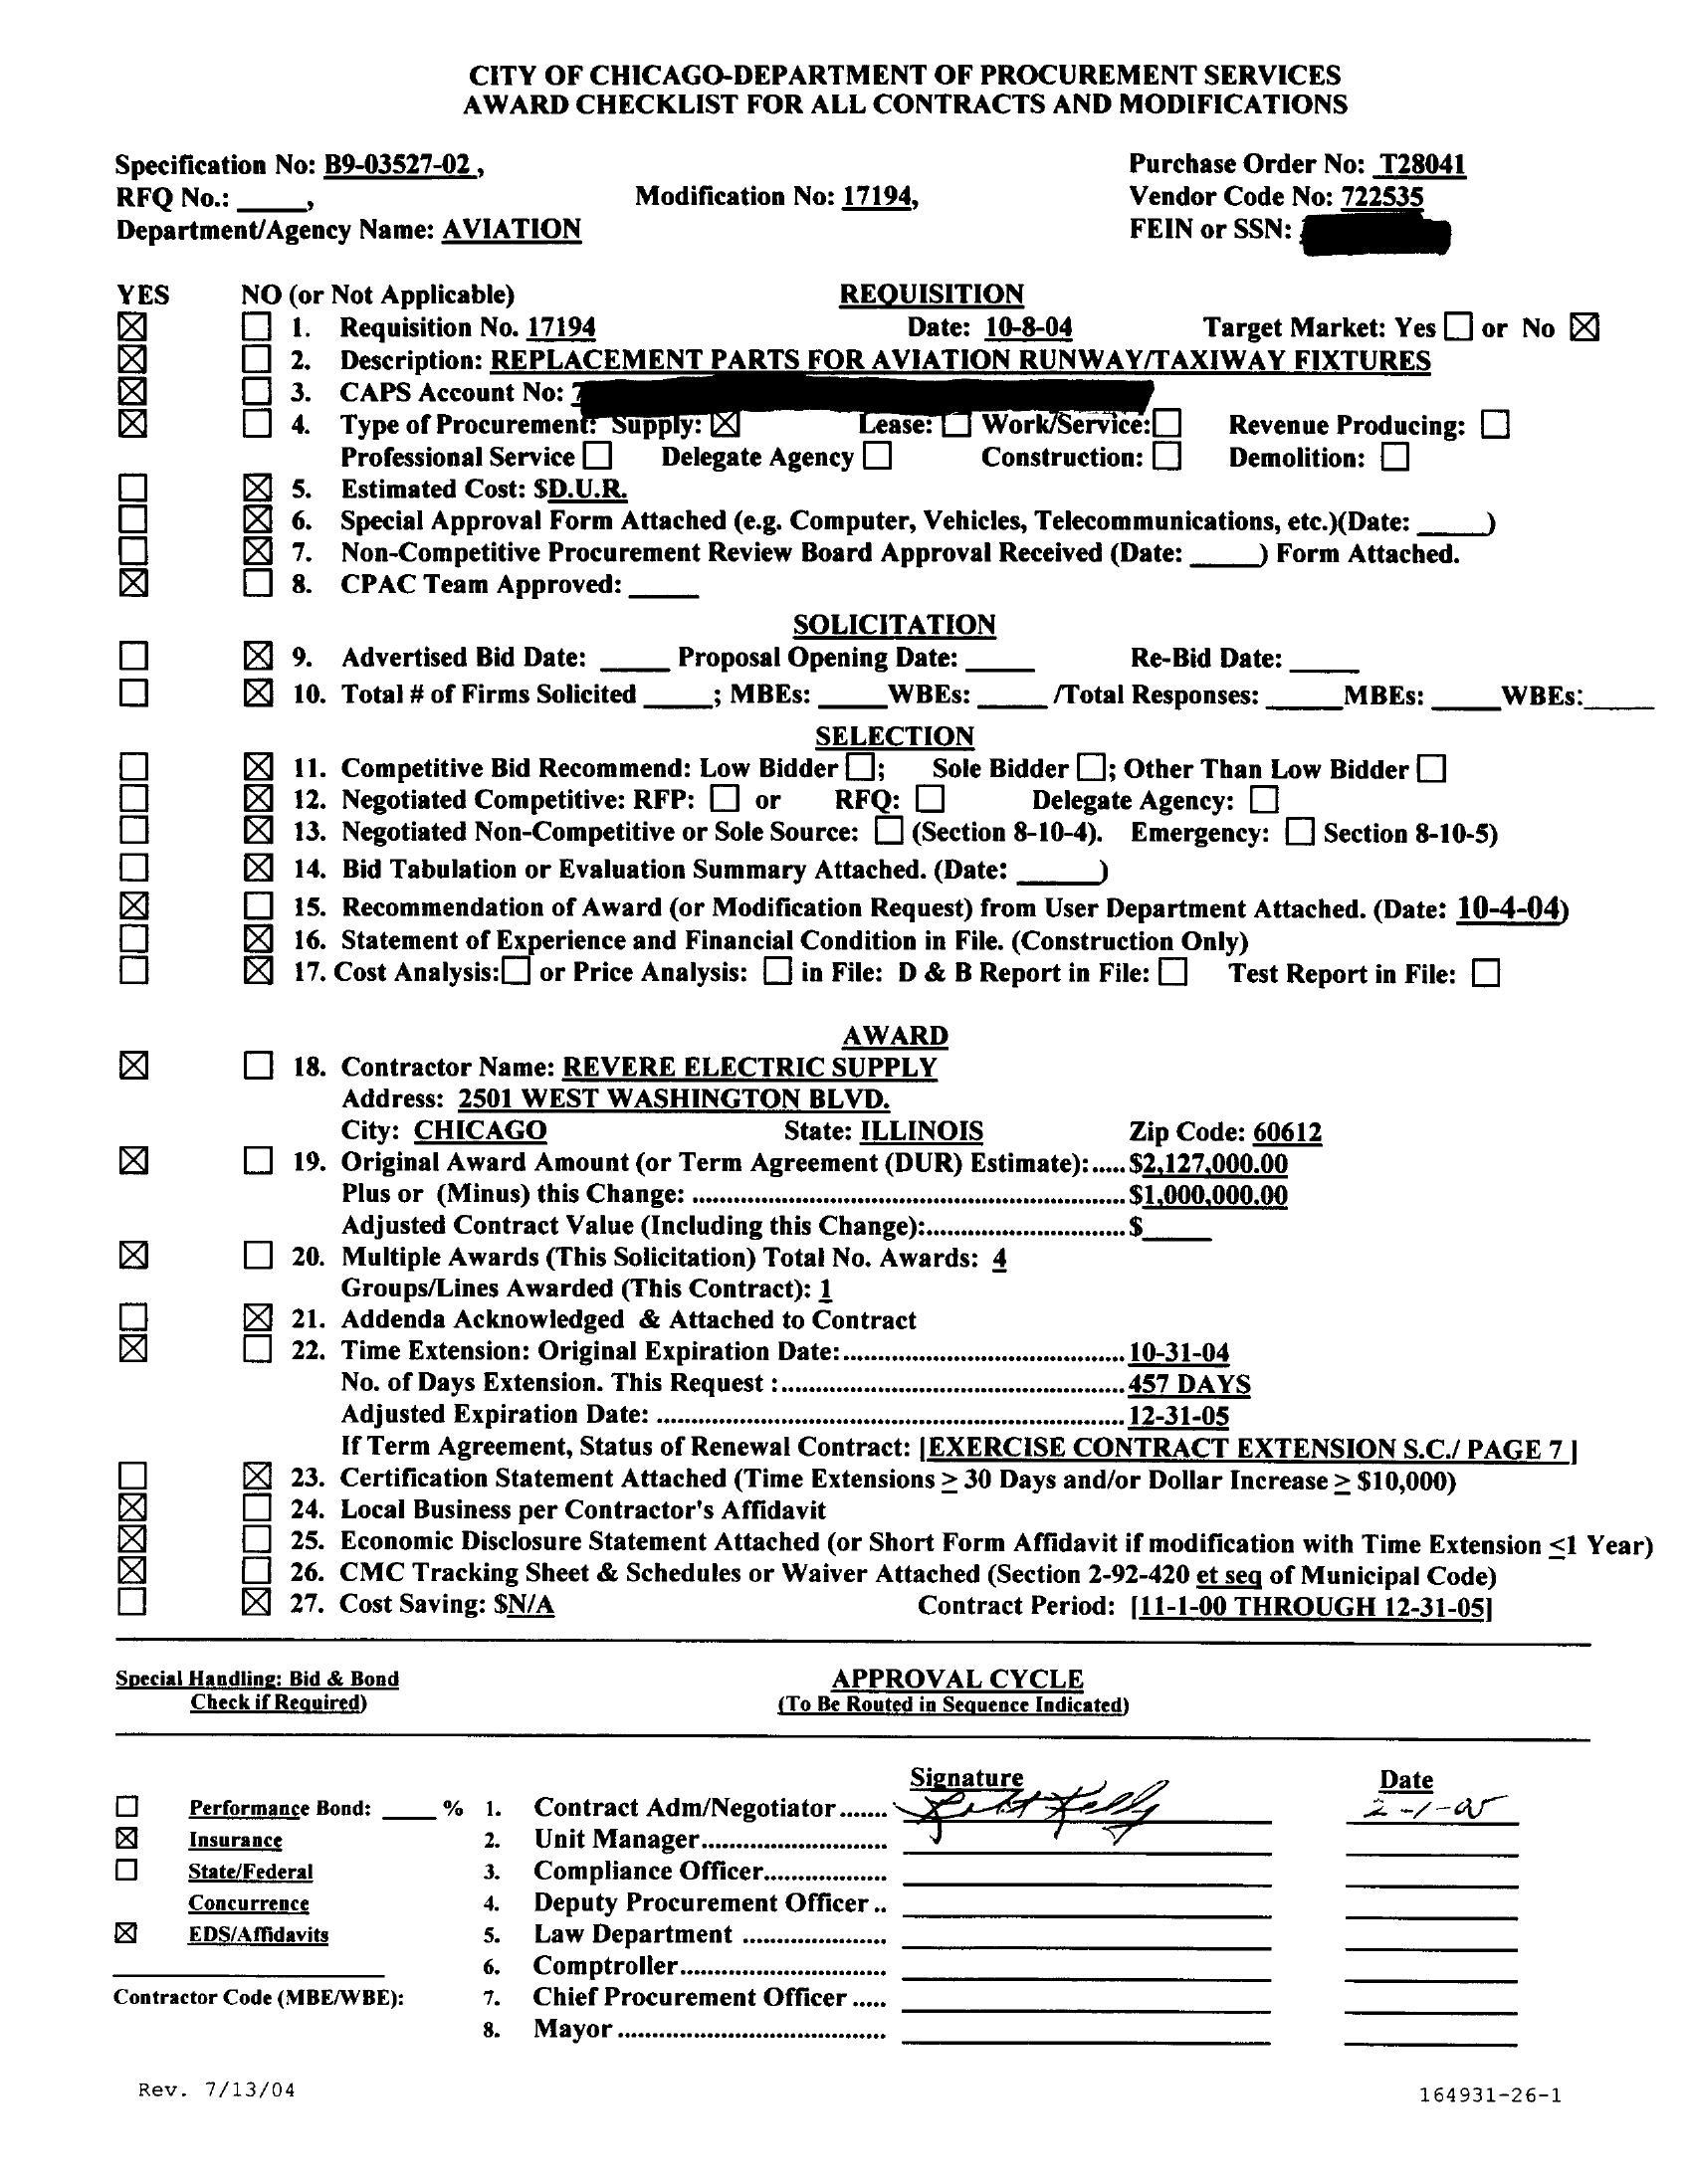 CITY OF CHICAGO-DEPARTMENT OF PROCUREMENT SERVICES
AWARD CHECKLIST FOR ALL CONTRACTS AND MODIFICATIONS
Specification No: B9-03527-02 , Purchase Order No: T28041
RFQ No.: _____, Modification No: 17194, Vendor Code No: 722535
Department/Agency Name: AVIATION FEIN or SSN:
YES NO (or Not Applicable) REQUISITION
☒ ☐ 1. Requisition No. 17194 Date: 10-8-04 Target Market: Yes ☐ or No ☒
☒ ☐ 2. Description: REPLACEMENT PARTS FOR AVIATION RUNWAY/TAXIWAY FIXTURES
☒ ☐ 3. CAPS Account No:
☒ ☐ 4. Type of Procurement: Supply: ☒ Lease: ☐ Work/Service: ☐ Revenue Producing: ☐
Professional Service ☐ Delegate Agency ☐ Construction: ☐ Demolition: ☐
☐ ☒ 5. Estimated Cost: $D.U.R.
☐ ☒ 6. Special Approval Form Attached (e.g. Computer, Vehicles, Telecommunications, etc.)(Date: _____)
☐ ☒ 7. Non-Competitive Procurement Review Board Approval Received (Date: _____) Form Attached.
☒ ☐ 8. CPAC Team Approved: _____
SOLICITATION
☐ ☒ 9. Advertised Bid Date: _____ Proposal Opening Date: _____ Re-Bid Date: _____
☐ ☒ 10. Total # of Firms Solicited _____; MBEs: _____WBEs: _____ /Total Responses: _____MBEs: _____WBEs:_____
SELECTION
☐ ☒ 11. Competitive Bid Recommend: Low Bidder ☐; Sole Bidder ☐; Other Than Low Bidder ☐
☐ ☒ 12. Negotiated Competitive: RFP: ☐ or RFQ: ☐ Delegate Agency: ☐
☐ ☒ 13. Negotiated Non-Competitive or Sole Source: ☐ (Section 8-10-4). Emergency: ☐ Section 8-10-5)
☐ ☒ 14. Bid Tabulation or Evaluation Summary Attached. (Date: _____)
☒ ☐ 15. Recommendation of Award (or Modification Request) from User Department Attached. (Date: 10-4-04)
☐ ☒ 16. Statement of Experience and Financial Condition in File. (Construction Only)
☐ ☒ 17. Cost Analysis: ☐ or Price Analysis: ☐ in File: D & B Report in File: ☐ Test Report in File: ☐
AWARD
☒ ☐ 18. Contractor Name: REVERE ELECTRIC SUPPLY
Address: 2501 WEST WASHINGTON BLVD.
City: CHICAGO State: ILLINOIS Zip Code: 60612
☒ ☐ 19. Original Award Amount (or Term Agreement (DUR) Estimate):.....$2,127,000.00
Plus or (Minus) this Change: ..........$1,000,000.00
Adjusted Contract Value (Including this Change):..........$_____
☒ ☐ 20. Multiple Awards (This Solicitation) Total No. Awards: 4
Groups/Lines Awarded (This Contract): 1
☐ ☒ 21. Addenda Acknowledged & Attached to Contract
☒ ☐ 22. Time Extension: Original Expiration Date:..........10-31-04
No. of Days Extension. This Request :..........457 DAYS
Adjusted Expiration Date: ..........12-31-05
If Term Agreement, Status of Renewal Contract: [EXERCISE CONTRACT EXTENSION S.C./ PAGE 7 ]
☐ ☒ 23. Certification Statement Attached (Time Extensions ≥ 30 Days and/or Dollar Increase ≥ $10,000)
☒ ☐ 24. Local Business per Contractor's Affidavit
☒ ☐ 25. Economic Disclosure Statement Attached (or Short Form Affidavit if modification with Time Extension ≤1 Year)
☒ ☐ 26. CMC Tracking Sheet & Schedules or Waiver Attached (Section 2-92-420 et seq of Municipal Code)
☐ ☒ 27. Cost Saving: $N/A Contract Period: [11-1-00 THROUGH 12-31-05]
Special Handling: Bid & Bond APPROVAL CYCLE
Check if Required) (To Be Routed in Sequence Indicated)
Signature Date
☐ Performance Bond: _____ % 1. Contract Adm/Negotiator....... Kelly 2-1-05
☒ Insurance 2. Unit Manager..........
☐ State/Federal 3. Compliance Officer..........
Concurrence 4. Deputy Procurement Officer ..
☒ EDS/Affidavits 5. Law Department ..........
6. Comptroller..........
Contractor Code (MBE/WBE): 7. Chief Procurement Officer .....
8. Mayor ..........
Rev. 7/13/04 164931-26-1